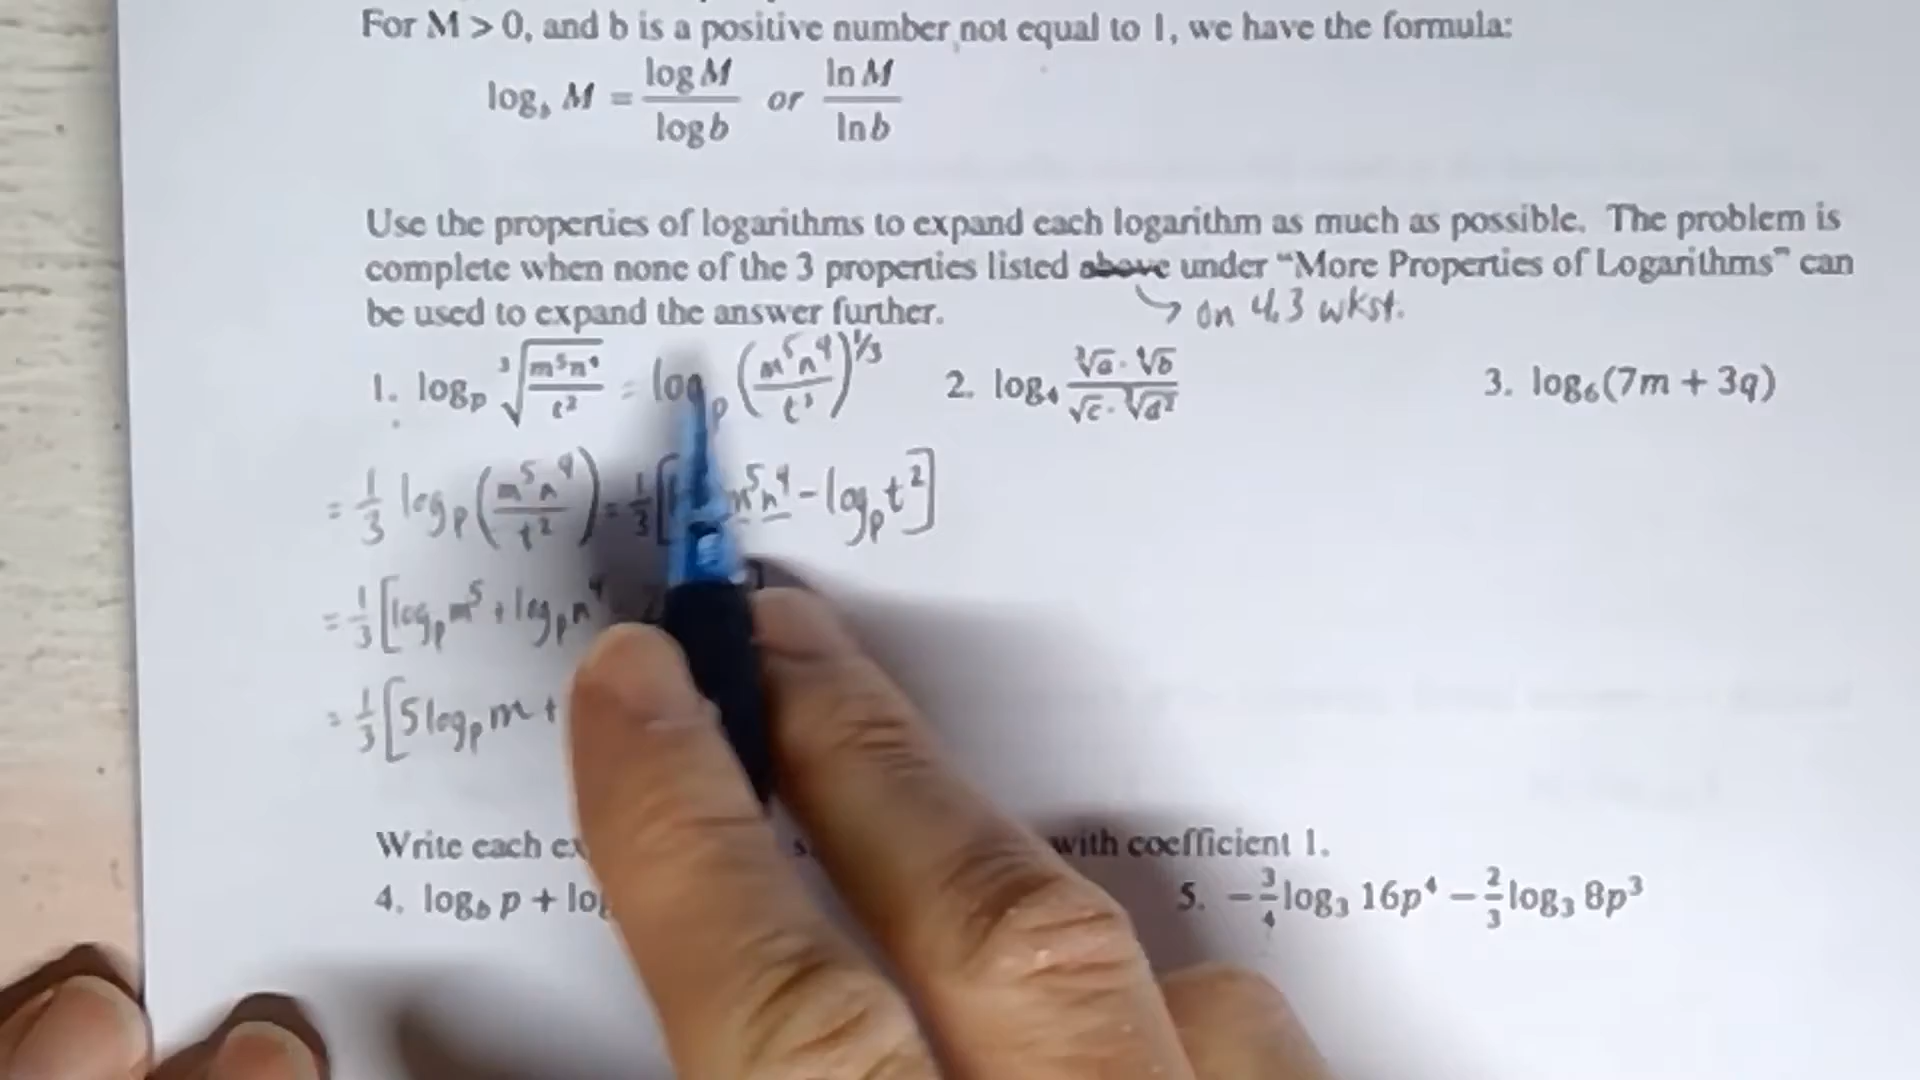 For M > 0, and b is a positive number not equal to 1, we have the formula:
log_b M = log M / log b or ln M / ln b
Use the properties of logarithms to expand each logarithm as much as possible. The problem is
complete when none of the 3 properties listed above under "More Properties of Logarithms" can
be used to expand the answer further.
on 4.3 wkst.
1. log_p ∛(m⁵n⁴/t²) = log_p (m⁵n⁴/t²)^(1/3)
2. log₄ (∛a · ∜b)/(√c ·
3. log₆(7m + 3q)
= 1/3 log_p (m⁵n⁴/t²) = 1/3 [ m⁵n⁴ - log_p t²]
= 1/3 [log_p m⁵ + log_p n⁴
= 1/3 [5 log_p m +
Write each with coefficient 1.
4. log_b p +
5. -3/4 log₃ 16p⁴ - 2/3 log₃ 8p³